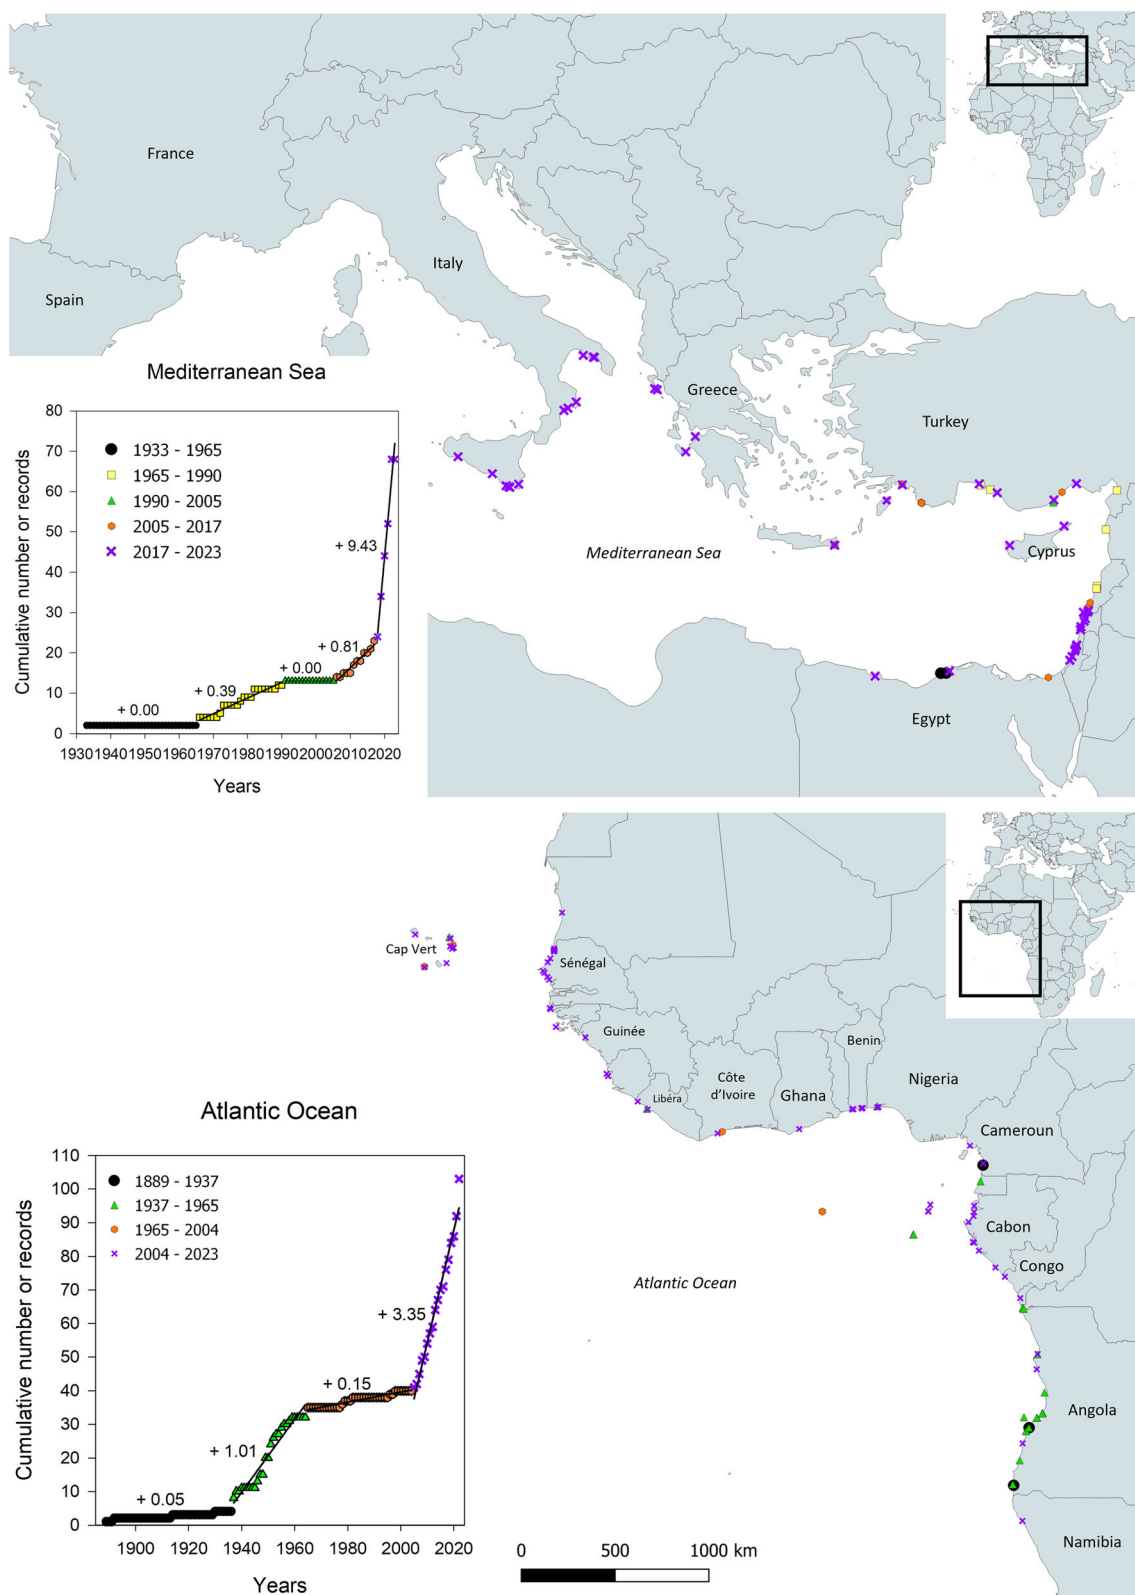 France
Italy
Spain
Greece
Turkey
Mediterranean Sea
Cyprus
Egypt
Mediterranean Sea
Cumulative number or records
80
70
60
50
40
30
20
10
0
1933 - 1965
1965 - 1990
1990 - 2005
2005 - 2017
2017 - 2023
+ 9.43
+ 0.81
+ 0.00
+ 0.39
+ 0.00
1930 1940 1950 1960 1970 1980 1990 2000 2010 2020
Years
Cap Vert
Sénégal
Guinée
Benin
Nigeria
Côte
d'Ivoire
Ghana
Libéra
Cameroun
Cabon
Congo
Atlantic Ocean
Angola
Namibia
Atlantic Ocean
Cumulative number or records
110
100
90
80
70
60
50
40
30
20
10
0
1889 - 1937
1937 - 1965
1965 - 2004
2004 - 2023
+ 3.35
+ 0.15
+ 1.01
+ 0.05
1900 1920 1940 1960 1980 2000 2020
Years
0 500 1000 km